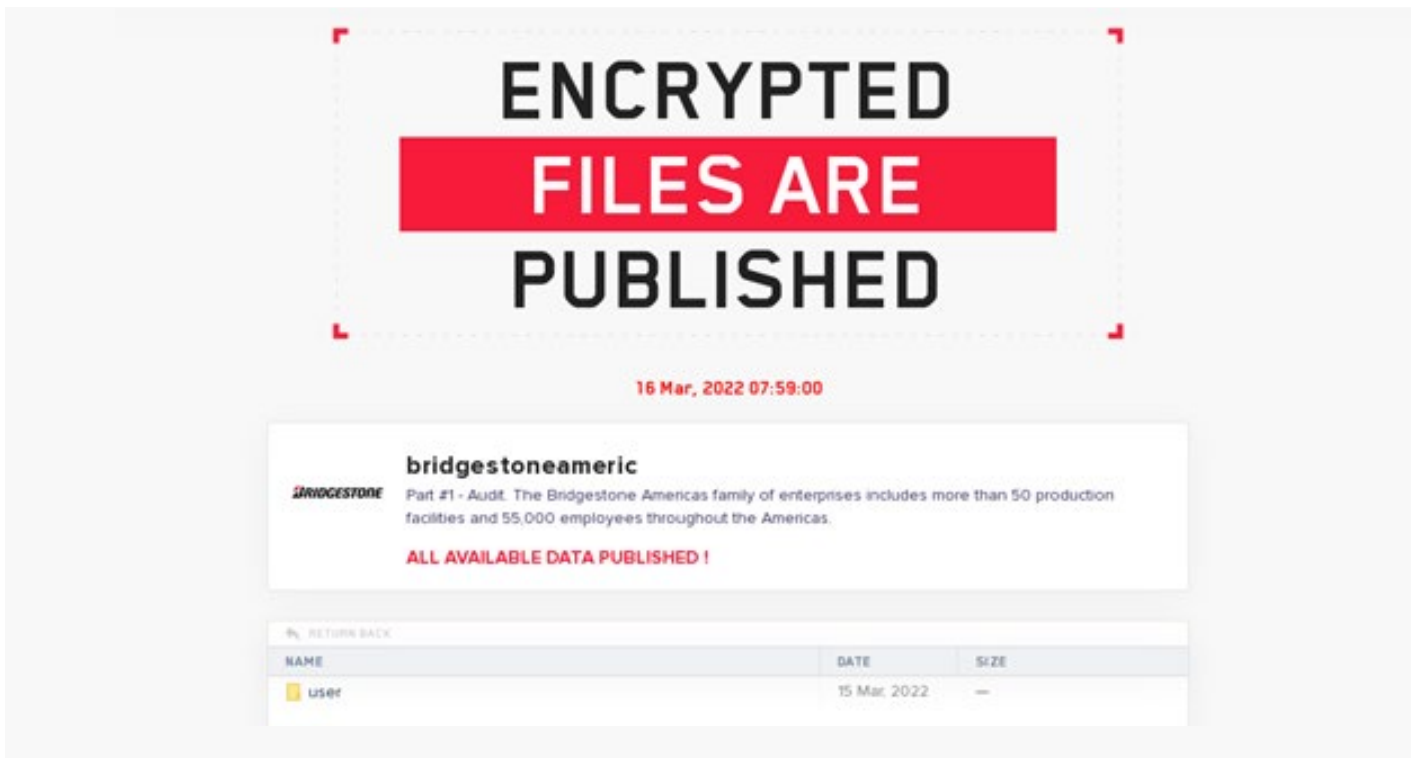 ENCRYPTED
FILES ARE
PUBLISHED
16 Mar, 2022 07:59:00
bridgestoneameric
BRIDGESTONE
Part #1 - Audit. The Bridgestone Americas family of enterprises includes more than 50 production
facilities and 55,000 employees throughout the Americas.
ALL AVAILABLE DATA PUBLISHED !
RETURN BACK
NAME DATE SIZE
user 15 Mar, 2022 —